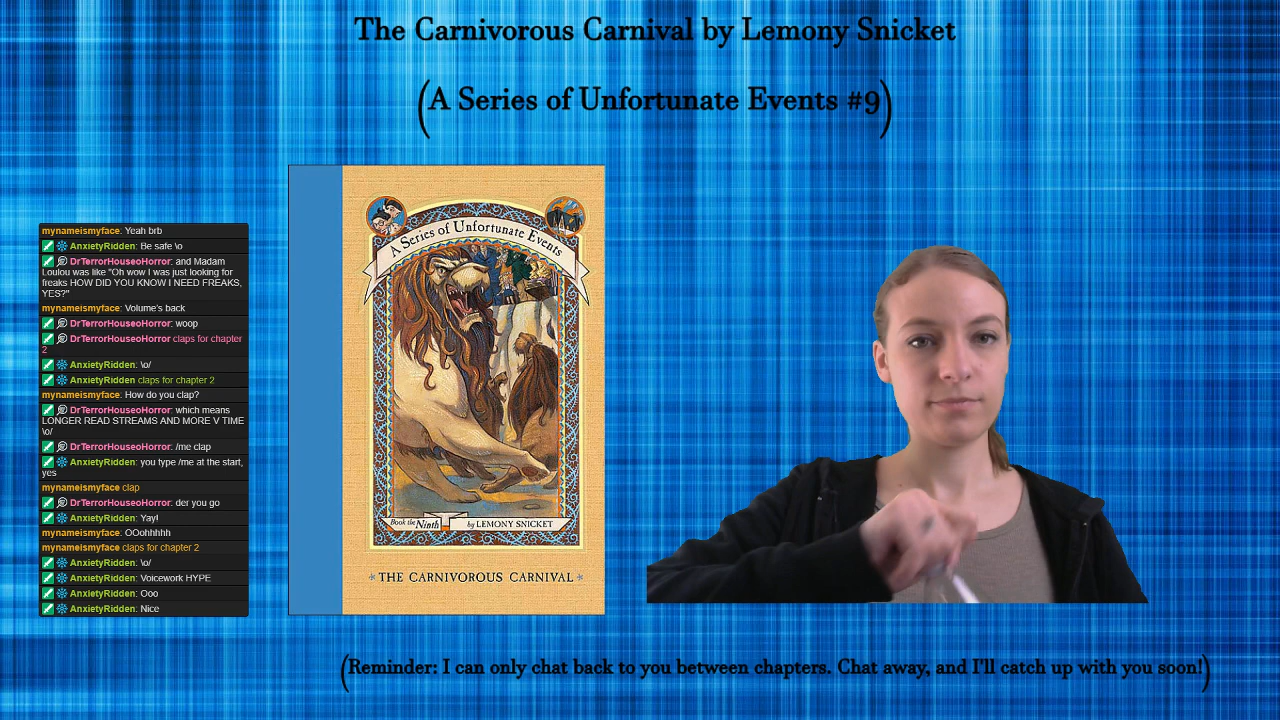 The Carnivorous Carnival by Lemony Snicket
(A Series of Unfortunate Events #9)
mynameismyface: Yeah brb
AnxietyRidden: Be safe \o
DrTerrorHouseoHorror: and Madam
Loulou was like "Oh wow I was just looking for
freaks HOW DID YOU KNOW I NEED FREAKS,
YES?"
mynameismyface: Volume's back
DrTerrorHouseoHorror: woop
DrTerrorHouseoHorror claps for chapter
2
AnxietyRidden: \o/
AnxietyRidden claps for chapter 2
mynameismyface: How do you clap?
DrTerrorHouseoHorror: which means
LONGER READ STREAMS AND MORE V TIME
\o/
DrTerrorHouseoHorror: /me clap
AnxietyRidden: you type /me at the start,
yes
mynameismyface clap
DrTerrorHouseoHorror: der you go
AnxietyRidden: Yay!
mynameismyface: OOohhhhh
mynameismyface claps for chapter 2
AnxietyRidden: \o/
AnxietyRidden: Voicework HYPE
AnxietyRidden: Ooo
AnxietyRidden: Nice
A Series of Unfortunate Events
Book the Ninth
by LEMONY SNICKET
THE CARNIVOROUS CARNIVAL
(Reminder: I can only chat back to you between chapters. Chat away, and I'll catch up with you soon!)